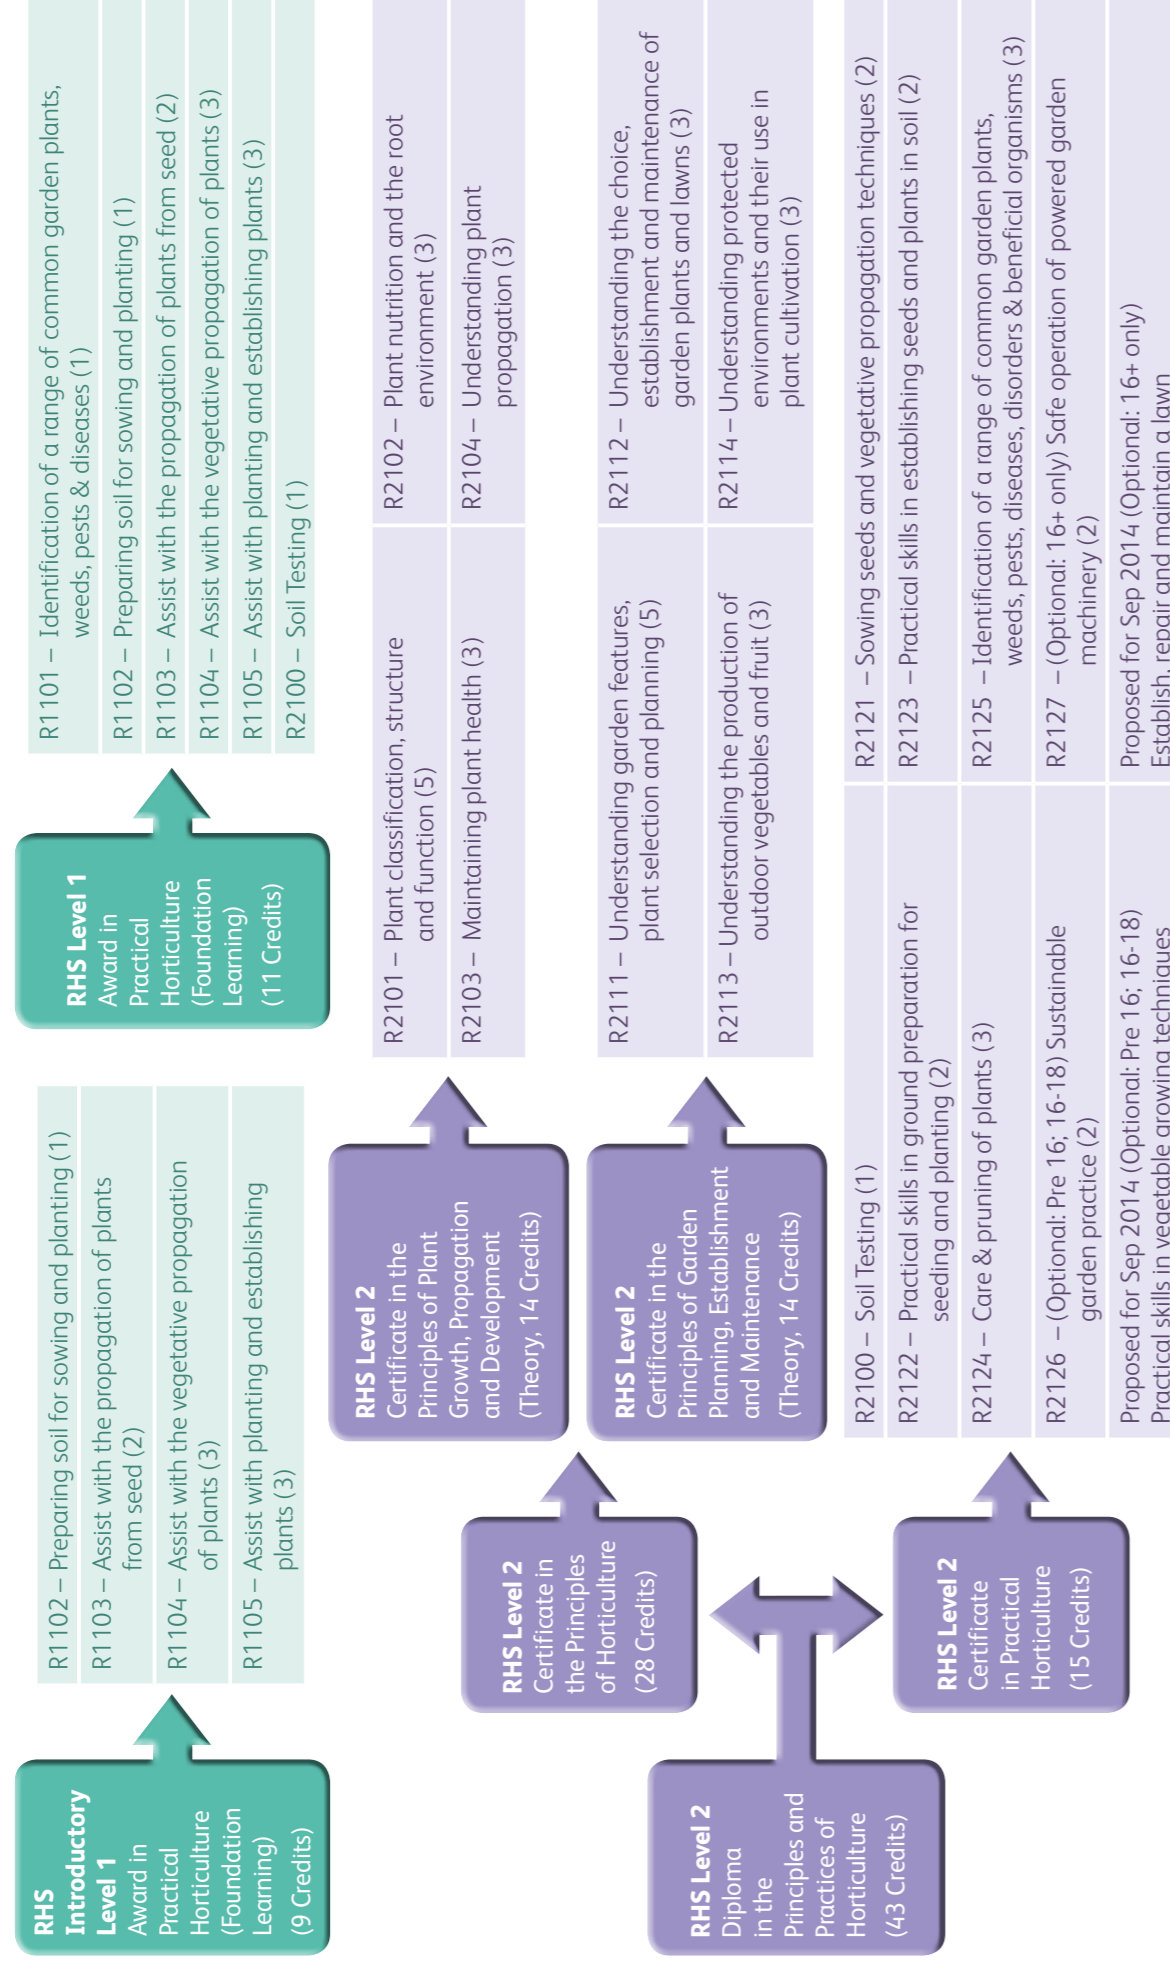 RHS
Introductory
Level 1
Award in
Practical
Horticulture
(Foundation
Learning)
(9 Credits)
R1102 – Preparing soil for sowing and planting (1)
R1103 – Assist with the propagation of plants
from seed (2)
R1104 – Assist with the vegetative propagation
of plants (3)
R1105 – Assist with planting and establishing
plants (3)
RHS Level 1
Award in
Practical
Horticulture
(Foundation
Learning)
(11 Credits)
R1101 – Identification of a range of common garden plants,
weeds, pests & diseases (1)
R1102 – Preparing soil for sowing and planting (1)
R1103 – Assist with the propagation of plants from seed (2)
R1104 – Assist with the vegetative propagation of plants (3)
R1105 – Assist with planting and establishing plants (3)
R2100 – Soil Testing (1)
RHS Level 2
Diploma
in the
Principles and
Practices of
Horticulture
(43 Credits)
RHS Level 2
Certificate in
the Principles
of Horticulture
(28 Credits)
RHS Level 2
Certificate in the
Principles of Plant
Growth, Propagation
and Development
(Theory, 14 Credits)
R2101 – Plant classification, structure
and function (5)
R2102 – Plant nutrition and the root
environment (3)
R2103 – Maintaining plant health (3)
R2104 – Understanding plant
propagation (3)
RHS Level 2
Certificate in the
Principles of Garden
Planning, Establishment
and Maintenance
(Theory, 14 Credits)
R2111 – Understanding garden features,
plant selection and planning (5)
R2112 – Understanding the choice,
establishment and maintenance of
garden plants and lawns (3)
R2113 – Understanding the production of
outdoor vegetables and fruit (3)
R2114 – Understanding protected
environments and their use in
plant cultivation (3)
RHS Level 2
Certificate
in Practical
Horticulture
(15 Credits)
R2100 – Soil Testing (1)
R2121 – Sowing seeds and vegetative propagation techniques (2)
R2122 – Practical skills in ground preparation for
seeding and planting (2)
R2123 – Practical skills in establishing seeds and plants in soil (2)
R2124 – Care & pruning of plants (3)
R2125 – Identification of a range of common garden plants,
weeds, pests, diseases, disorders & beneficial organisms (3)
R2126 – (Optional: Pre 16; 16-18) Sustainable
garden practice (2)
R2127 – (Optional: 16+ only) Safe operation of powered garden
machinery (2)
Proposed for Sep 2014 (Optional: Pre 16; 16-18)
Practical skills in vegetable growing techniques
Proposed for Sep 2014 (Optional: 16+ only)
Establish, repair and maintain a lawn